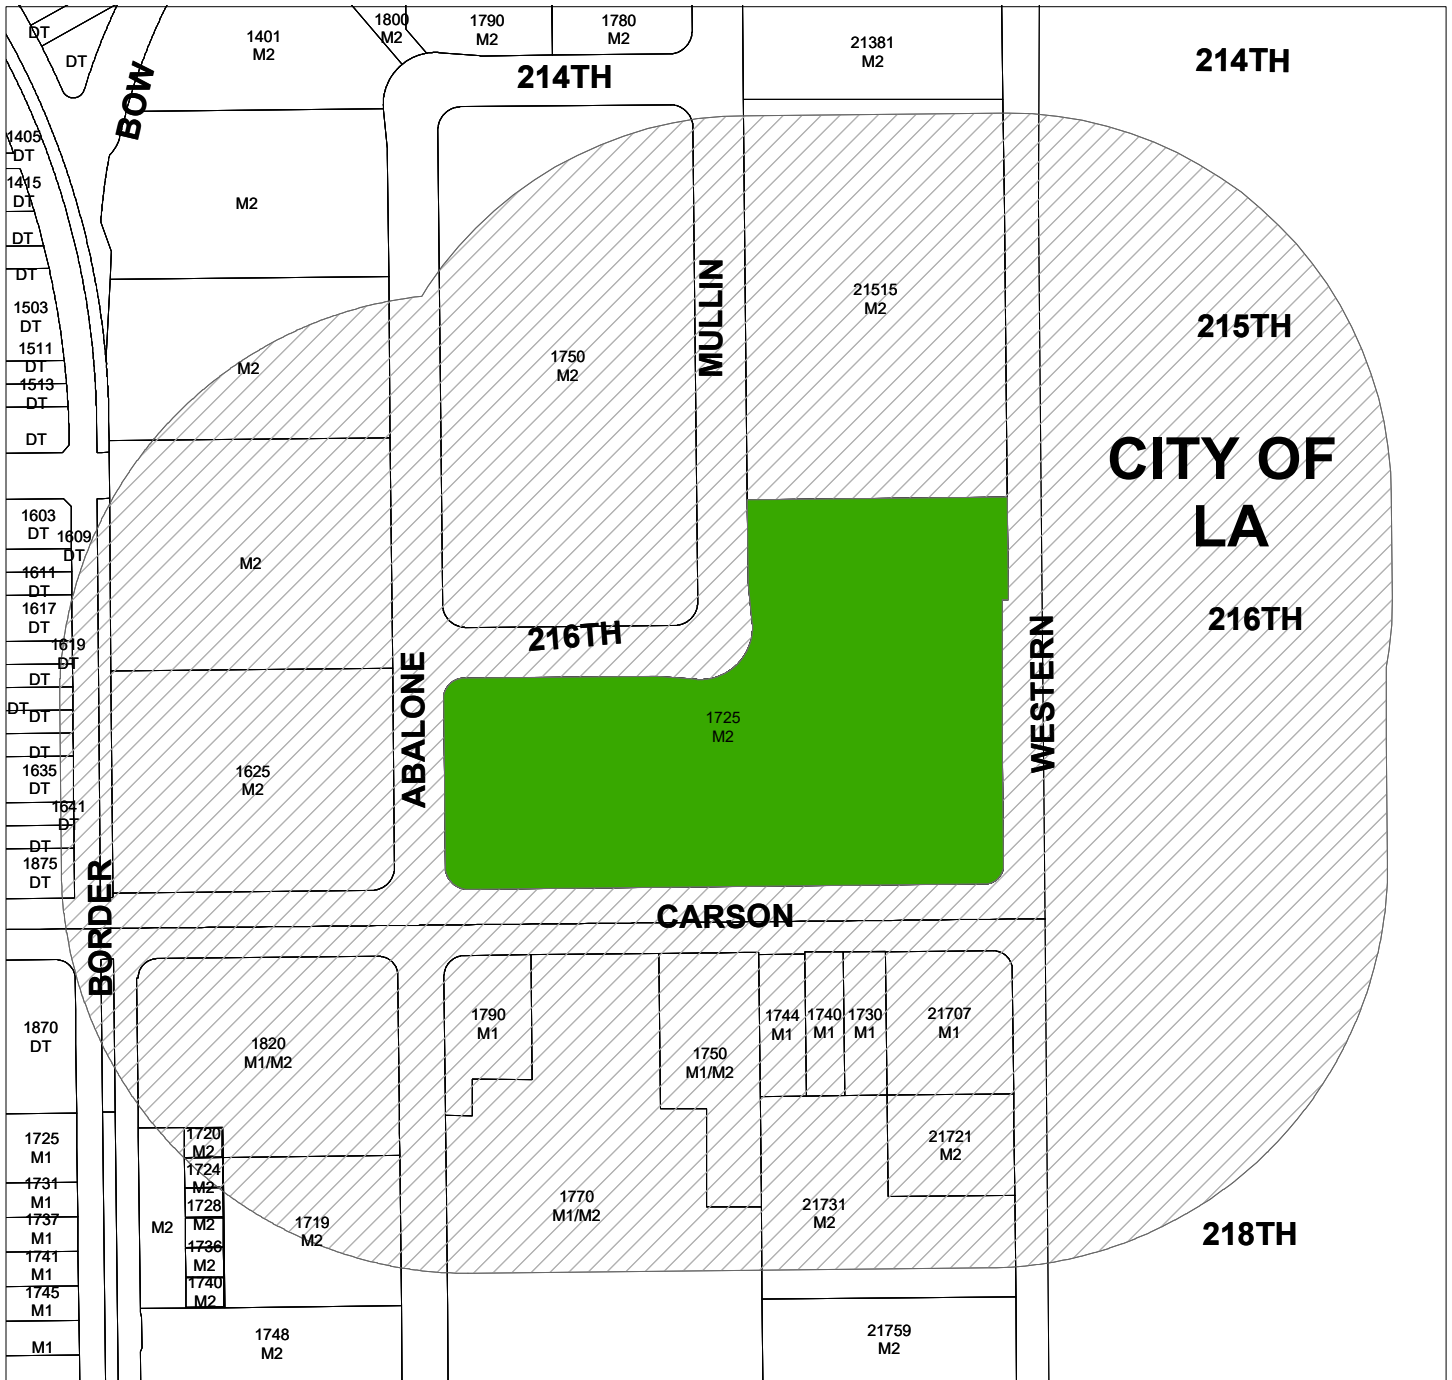 DT
DT
BOW
1401
M2
1800
M2
1790
M2
1780
M2
214TH
21381
M2
214TH
1405
DT
1415
DT
DT
DT
1503
DT
1511
DT
1513
DT
DT
M2
M2
M2
1750
M2
MULLIN
21515
M2
215TH
CITY OF
LA
216TH
1603
DT
1609
DT
1611
DT
1617
DT
1619
DT
DT
DT
DT
DT
1635
DT
1641
DT
DT
1875
DT
1625
M2
ABALONE
216TH
1725
M2
WESTERN
BORDER
CARSON
1870
DT
1820
M1/M2
1790
M1
1750
M1/M2
1744
M1
1740
M1
1730
M1
21707
M1
21721
M2
1725
M1
1731
M1
1737
M1
1741
M1
1745
M1
M1
M2
1720
M2
1724
M2
1728
M2
1736
M2
1740
M2
1719
M2
1770
M1/M2
21731
M2
218TH
1748
M2
21759
M2